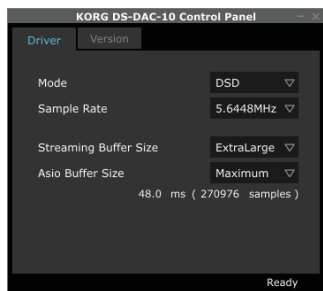 KORG DS-DAC-10 Control Panel
Driver Version
Mode DSD
Sample Rate 5.6448MHz
Streaming Buffer Size ExtraLarge
Asio Buffer Size Maximum
48.0 ms ( 270976 samples )
Ready